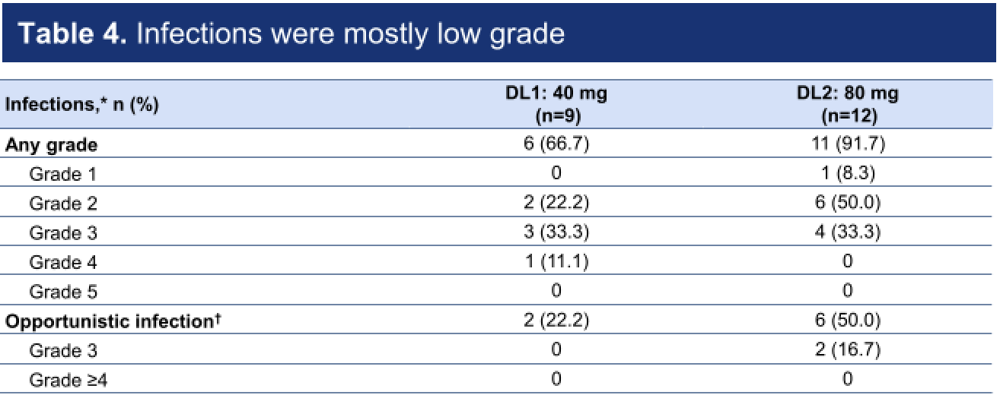 Table 4. Infections were mostly low grade
Infections,* n (%) DL1: 40 mg (n=9) DL2: 80 mg (n=12)
Any grade 6 (66.7) 11 (91.7)
Grade 1 0 1 (8.3)
Grade 2 2 (22.2) 6 (50.0)
Grade 3 3 (33.3) 4 (33.3)
Grade 4 1 (11.1) 0
Grade 5 0 0
Opportunistic infection† 2 (22.2) 6 (50.0)
Grade 3 0 2 (16.7)
Grade ≥4 0 0